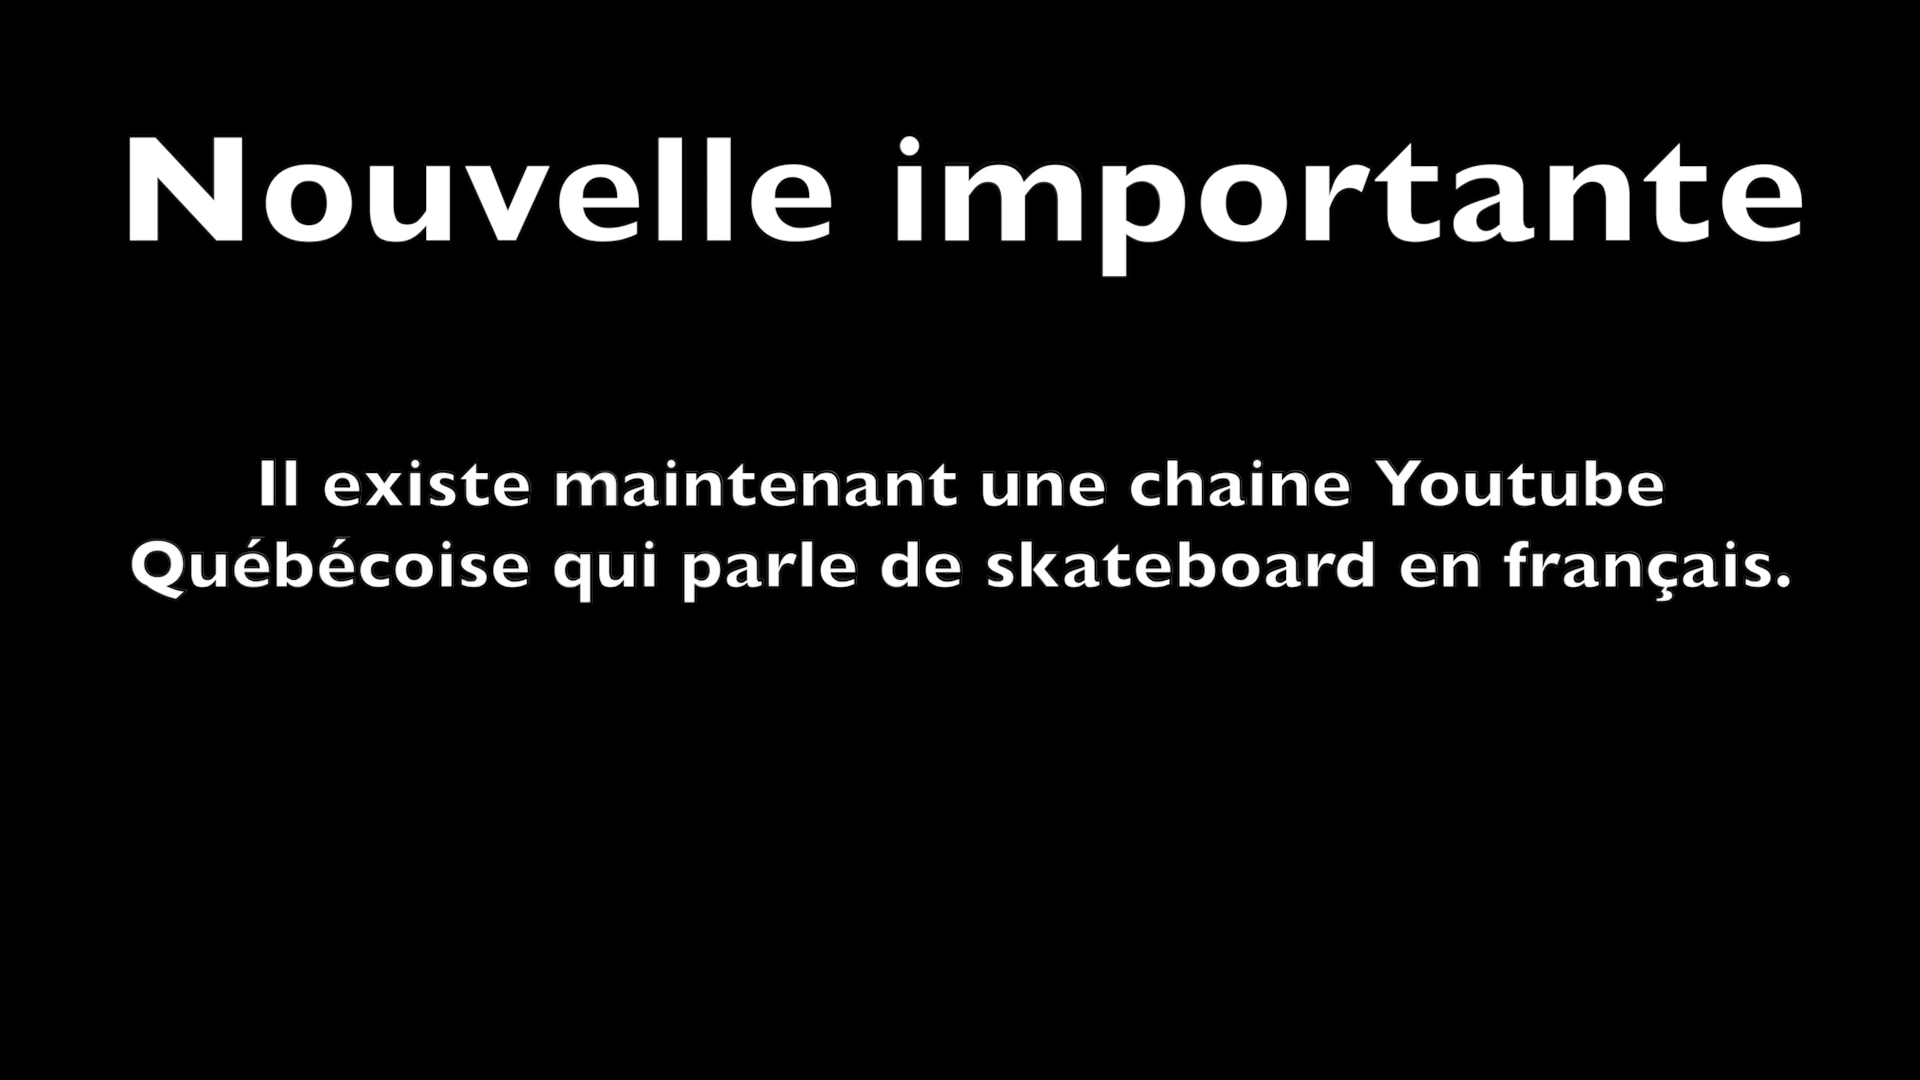 Nouvelle importante
Il existe maintenant une chaine Youtube
Québécoise qui parle de skateboard en français.